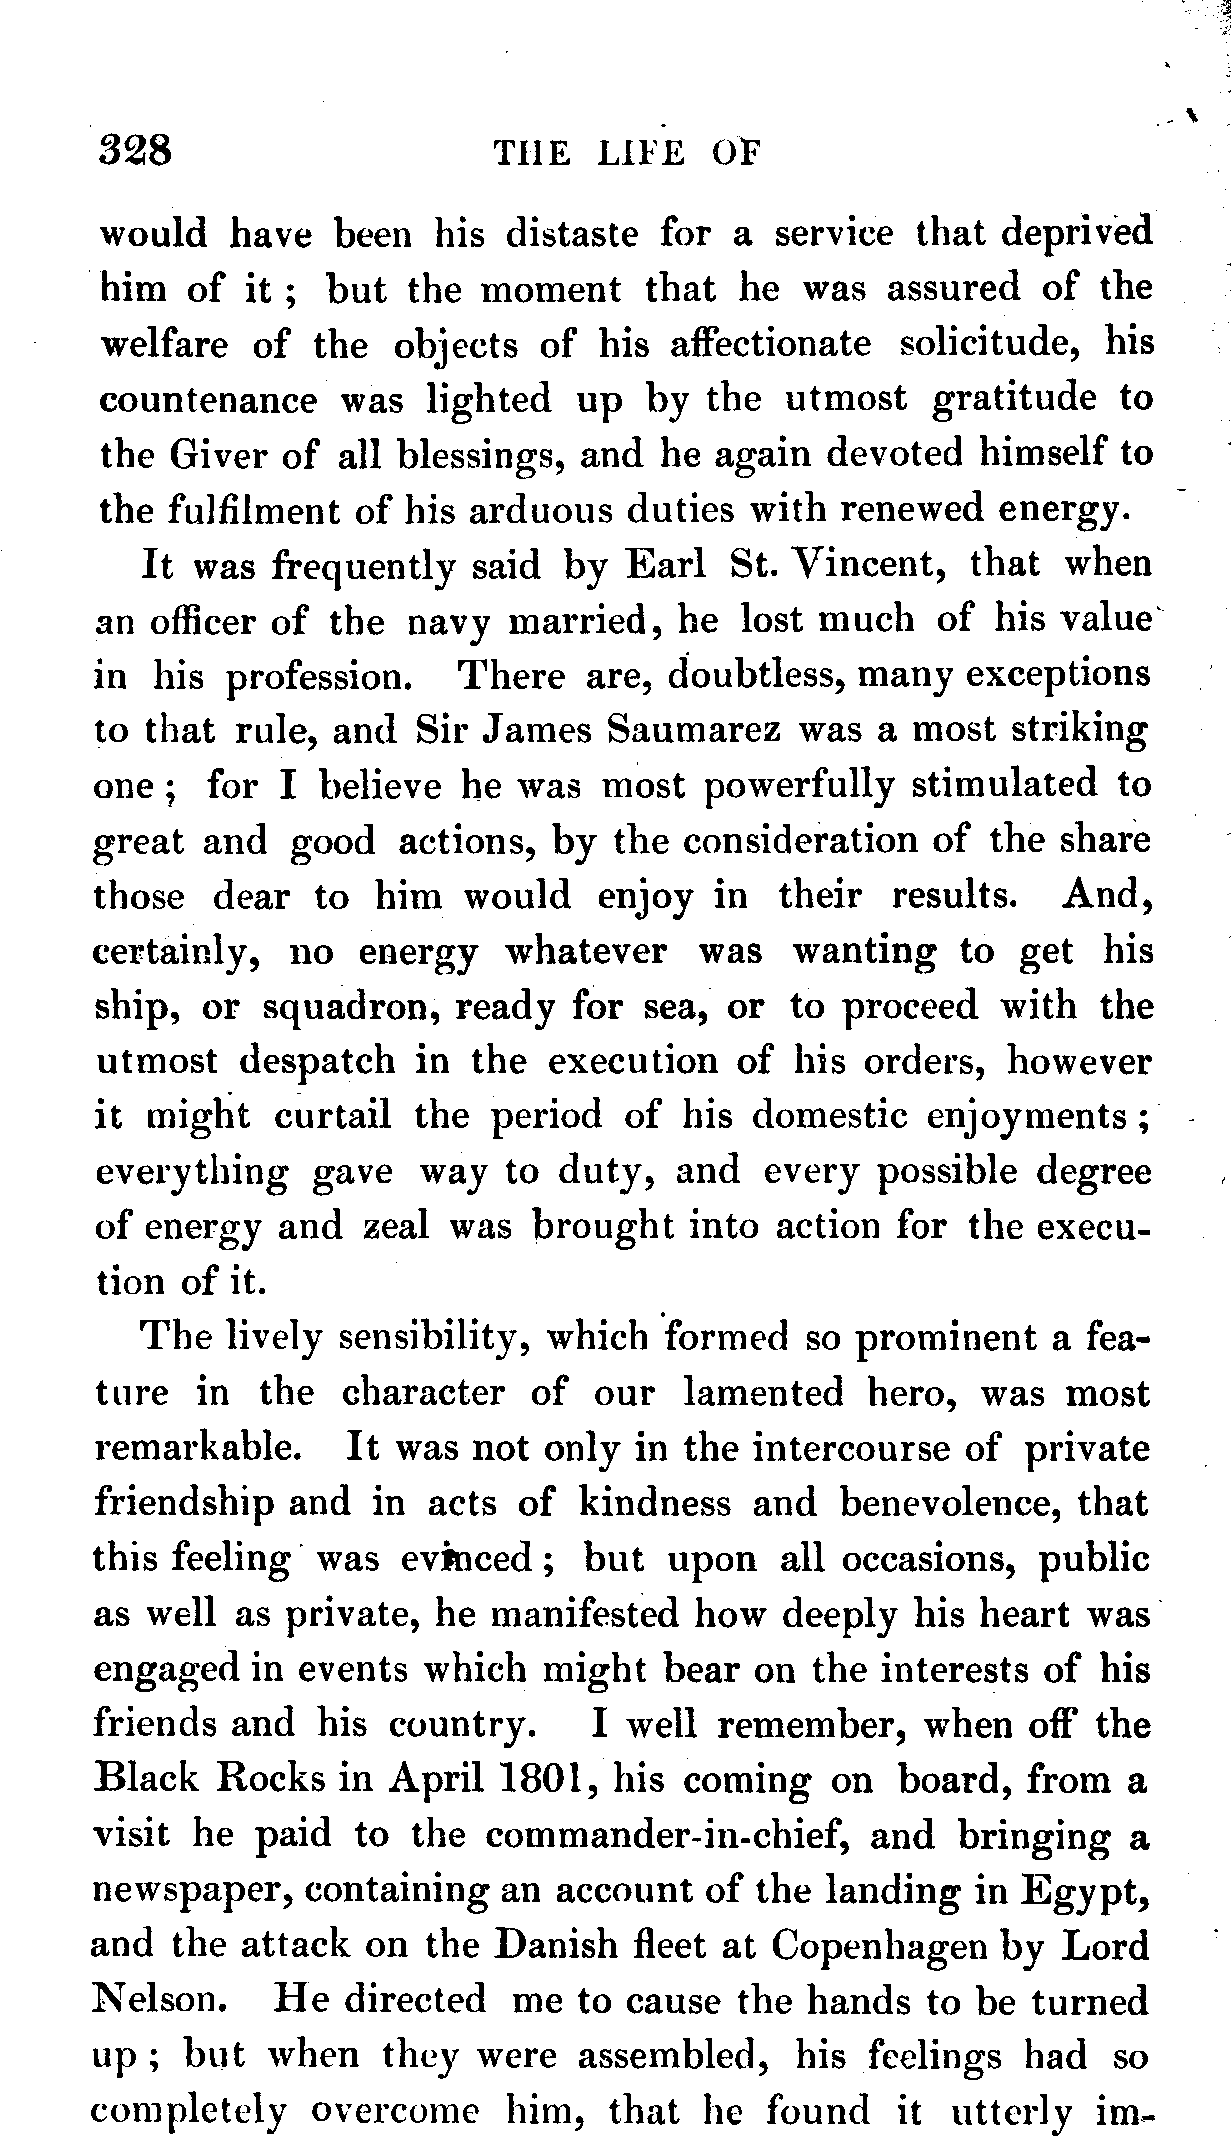 328 THE LIFE OF
would have been his distaste for a service that deprived
him of it ; but the moment that he was assured of the
welfare of the objects of his affectionate solicitude, his
countenance was lighted up by the utmost gratitude to
the Giver of all blessings, and he again devoted himself to
the fulfilment of his arduous duties with renewed energy.
It was frequently said by Earl St. Vincent, that when
an officer of the navy married, he lost much of his value
in his profession. There are, doubtless, many exceptions
to that rule, and Sir James Saumarez was a most striking
one ; for I believe he was most powerfully stimulated to
great and good actions, by the consideration of the share
those dear to him would enjoy in their results. And,
certainly, no energy whatever was wanting to get his
ship, or squadron, ready for sea, or to proceed with the
utmost despatch in the execution of his orders, however
it might curtail the period of his domestic enjoyments ;
everything gave way to duty, and every possible degree
of energy and zeal was brought into action for the execu-
tion of it.
The lively sensibility, which formed so prominent a fea-
ture in the character of our lamented hero, was most
remarkable. It was not only in the intercourse of private
friendship and in acts of kindness and benevolence, that
this feeling was evinced ; but upon all occasions, public
as well as private, he manifested how deeply his heart was
engaged in events which might bear on the interests of his
friends and his country. I well remember, when off the
Black Rocks in April 1801, his coming on board, from a
visit he paid to the commander-in-chief, and bringing a
newspaper, containing an account of the landing in Egypt,
and the attack on the Danish fleet at Copenhagen by Lord
Nelson. He directed me to cause the hands to be turned
up ; but when they were assembled, his feelings had so
completely overcome him, that he found it utterly im-